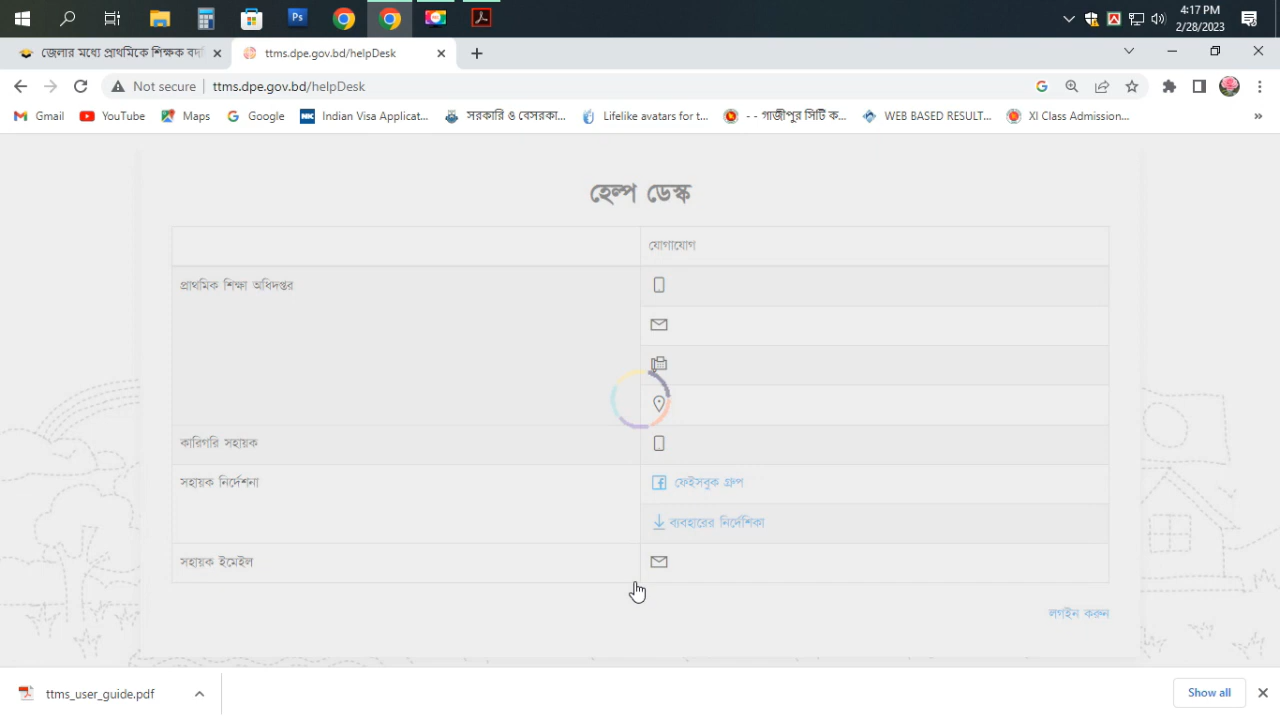 4:17 PM
2/28/2023
জেলার মধ্যে প্রাথমিকে শিক্ষক বদ
ttms.dpe.gov.bd/helpDesk
Not secure
ttms.dpe.gov.bd/helpDesk
Gmail
YouTube
Maps
Google
Indian Visa Applicat...
সরকারি ও বেসরকা...
Lifelike avatars for t...
- - গাজীপুর সিটি ক...
WEB BASED RESULT...
XI Class Admission...
হেল্প ডেস্ক
যোগাযোগ
প্রাথমিক শিক্ষা অধিদপ্তর
কারিগরি সহায়ক
সহায়ক নির্দেশনা
ফেইসবুক গ্রুপ
ব্যবহারের নির্দেশিকা
সহায়ক ইমেইল
লগইন করুন
ttms_user_guide.pdf
Show all